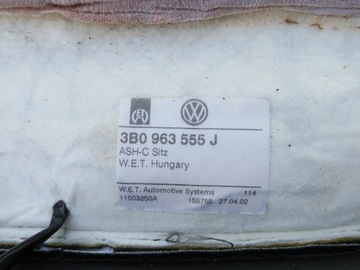 3B0 963 555 J
ASH-C Sitz
W.E.T. Hungary
W.E.T. Automotive Systems 114
11003250A 155765 27.04.02